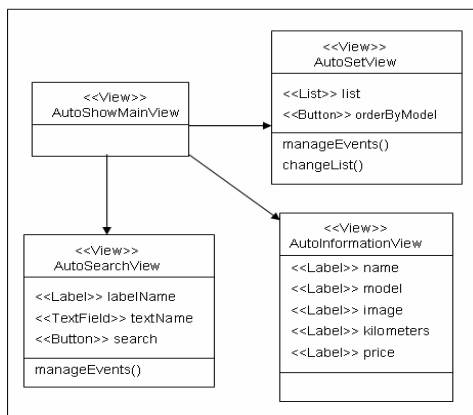 <<View>>
AutoSetView
<<List>> list
<<Button>> orderByModel
manageEvents()
changeList()
<<View>>
AutoShowMainView
<<View>>
AutoSearchView
<<Label>> labelName
<<TextField>> textName
<<Button>> search
manageEvents()
<<View>>
AutoInformationView
<<Label>> name
<<Label>> model
<<Label>> image
<<Label>> kilometers
<<Label>> price